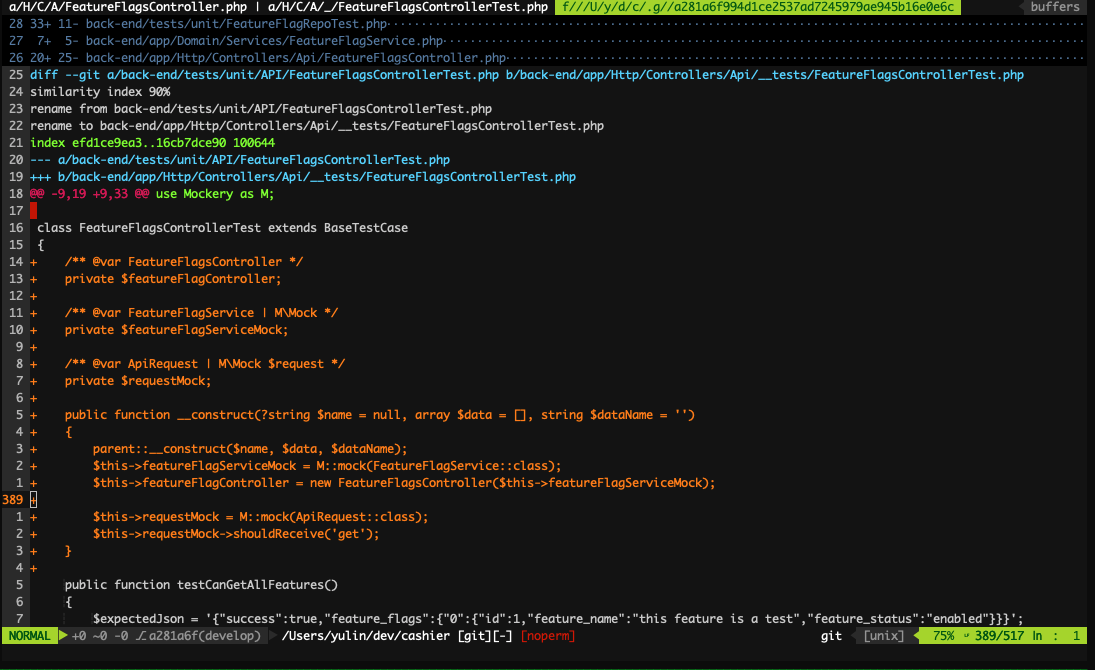 a/H/C/A/FeatureFlagsController.php | a/H/C/A/_/FeatureFlagsControllerTest.php f///U/y/d/c/.g//a281a6f994d1ce2537ad7245979ae945b16e0e6c buffers
28 33+ 11- back-end/tests/unit/FeatureFlagRepoTest.php
27 7+ 5- back-end/app/Domain/Services/FeatureFlagService.php
26 20+ 25- back-end/app/Http/Controllers/Api/FeatureFlagsController.php
25 diff --git a/back-end/tests/unit/API/FeatureFlagsControllerTest.php b/back-end/app/Http/Controllers/Api/__tests/FeatureFlagsControllerTest.php
24 similarity index 90%
23 rename from back-end/tests/unit/API/FeatureFlagsControllerTest.php
22 rename to back-end/app/Http/Controllers/Api/__tests/FeatureFlagsControllerTest.php
21 index efd1ce9ea3..16cb7dce90 100644
20 --- a/back-end/tests/unit/API/FeatureFlagsControllerTest.php
19 +++ b/back-end/app/Http/Controllers/Api/__tests/FeatureFlagsControllerTest.php
18 @@ -9,19 +9,33 @@ use Mockery as M;
17
16 class FeatureFlagsControllerTest extends BaseTestCase
15 {
14 + /** @var FeatureFlagsController */
13 + private $featureFlagController;
12 +
11 + /** @var FeatureFlagService | M\Mock */
10 + private $featureFlagServiceMock;
9 +
8 + /** @var ApiRequest | M\Mock $request */
7 + private $requestMock;
6 +
5 + public function __construct(?string $name = null, array $data = [], string $dataName = '')
4 + {
3 + parent::__construct($name, $data, $dataName);
2 + $this->featureFlagServiceMock = M::mock(FeatureFlagService::class);
1 + $this->featureFlagController = new FeatureFlagsController($this->featureFlagServiceMock);
389 +
1 + $this->requestMock = M::mock(ApiRequest::class);
2 + $this->requestMock->shouldReceive('get');
3 + }
4 +
5 public function testCanGetAllFeatures()
6 {
7 $expectedJson = '{"success":true,"feature_flags":{"0":{"id":1,"feature_name":"this feature is a test","feature_status":"enabled"}}}';
NORMAL +0 ~0 -0 a281a6f(develop) /Users/yulin/dev/cashier [git][-] [noperm] git [unix] 75% 389/517 ln : 1